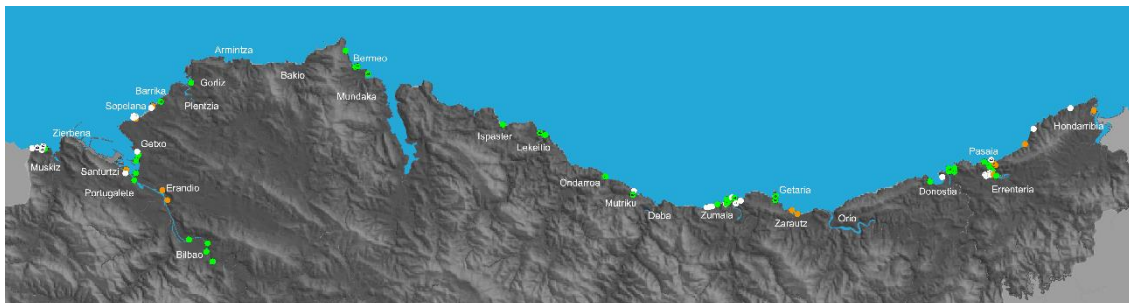 Armintza
Bermeo
Bakio
Gorliz
Barrika
Plentzia
Mundaka
Sopelana
Zierbena
Getxo
Muskiz
Santurtzi
Portugalete
Erandio
Bilbao
Ispaster
Lekeitio
Ondarroa
Mutriku
Deba
Zumaia
Getaria
Zarautz
Orio
Donostia
Pasaia
Errenteria
Hondarribia